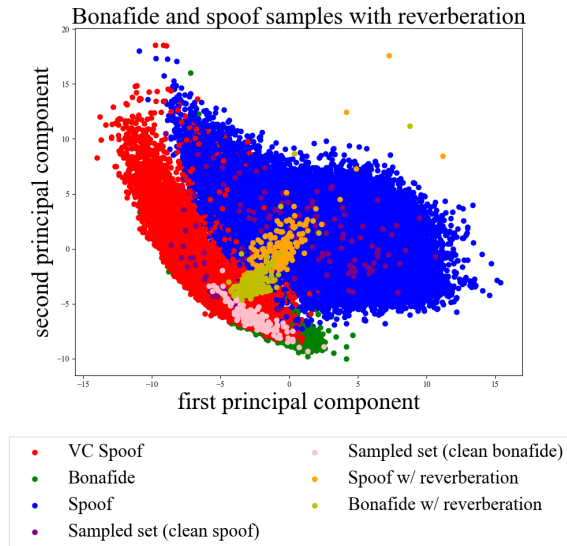 Bonafide and spoof samples with reverberation
20
15
10
5
0
−5
−10
second principal component
−15 −10 −5 0 5 10 15
first principal component
VC Spoof
Bonafide
Spoof
Sampled set (clean spoof)
Sampled set (clean bonafide)
Spoof w/ reverberation
Bonafide w/ reverberation